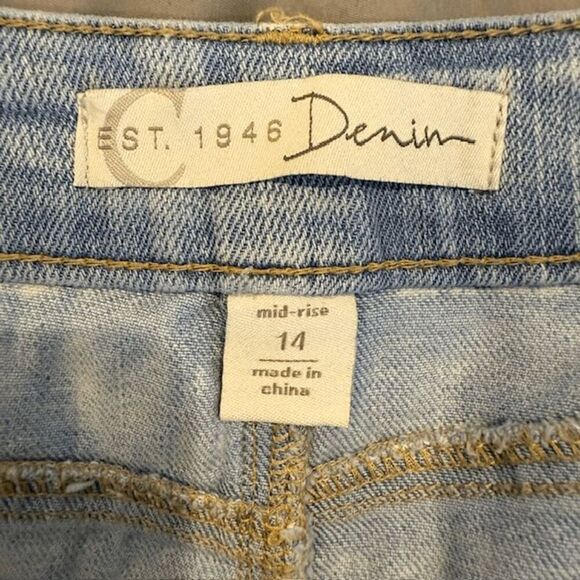 C
EST. 1946 Denim
mid-rise
14
made in
china